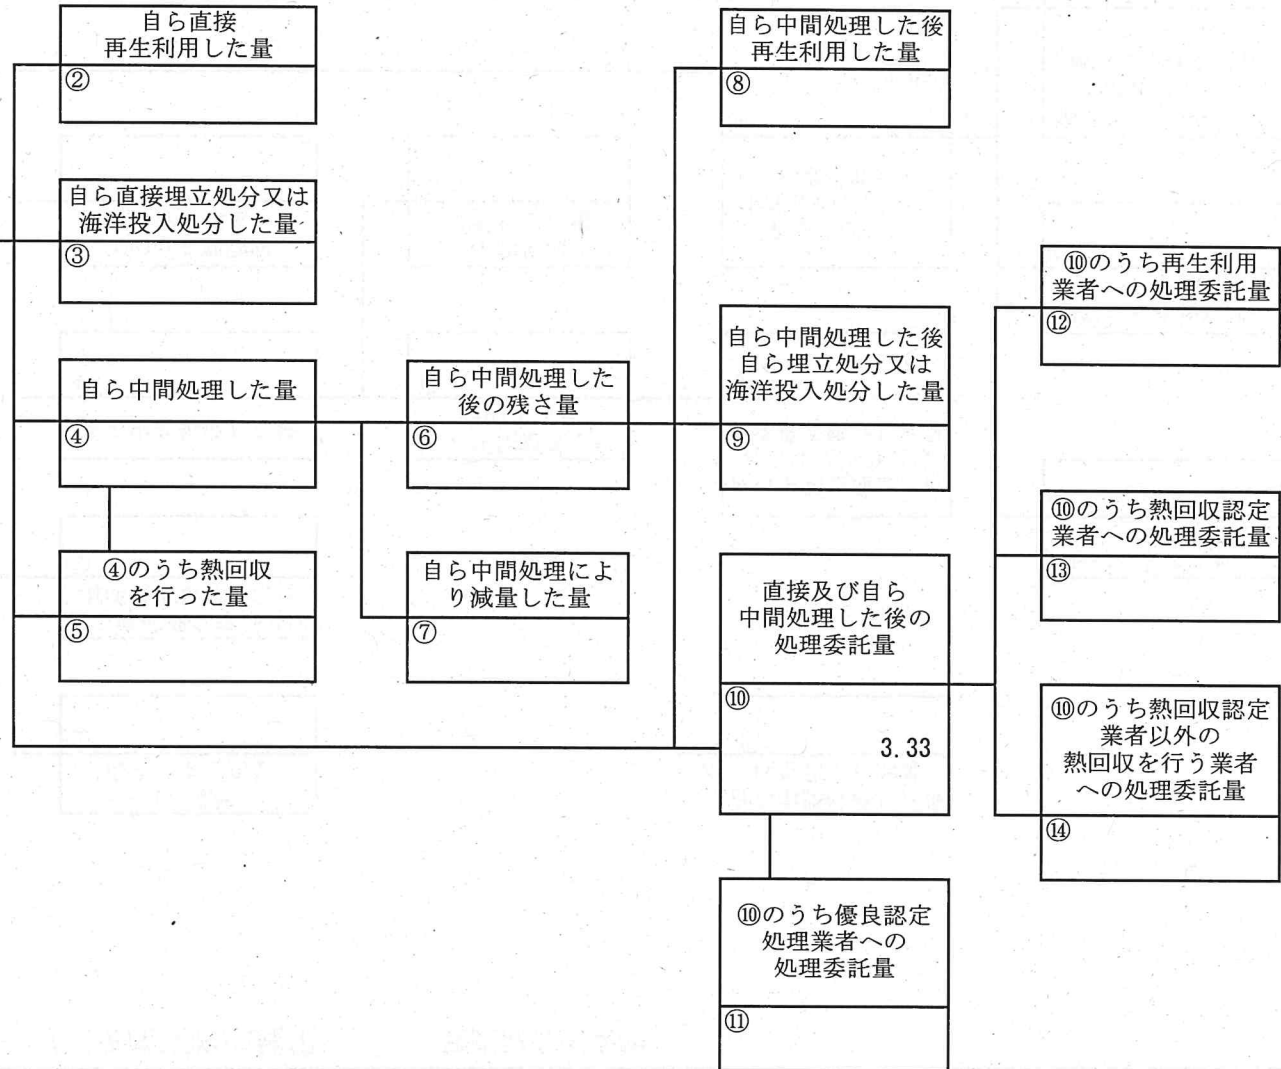 自ら直接
再生利用した量
②
自ら直接埋立処分又は
海洋投入処分した量
③
自ら中間処理した量
④
④のうち熱回収
を行った量
⑤
自ら中間処理した
後の残さ量
⑥
自ら中間処理によ
り減量した量
⑦
自ら中間処理した後
再生利用した量
⑧
自ら中間処理した後
自ら埋立処分又は
海洋投入処分した量
⑨
直接及び自ら
中間処理した後の
処理委託量
⑩
3.33
⑩のうち優良認定
処理業者への
処理委託量
⑪
⑩のうち再生利用
業者への処理委託量
⑫
⑩のうち熱回収認定
業者への処理委託量
⑬
⑩のうち熱回収認定
業者以外の
熱回収を行う業者
への処理委託量
⑭